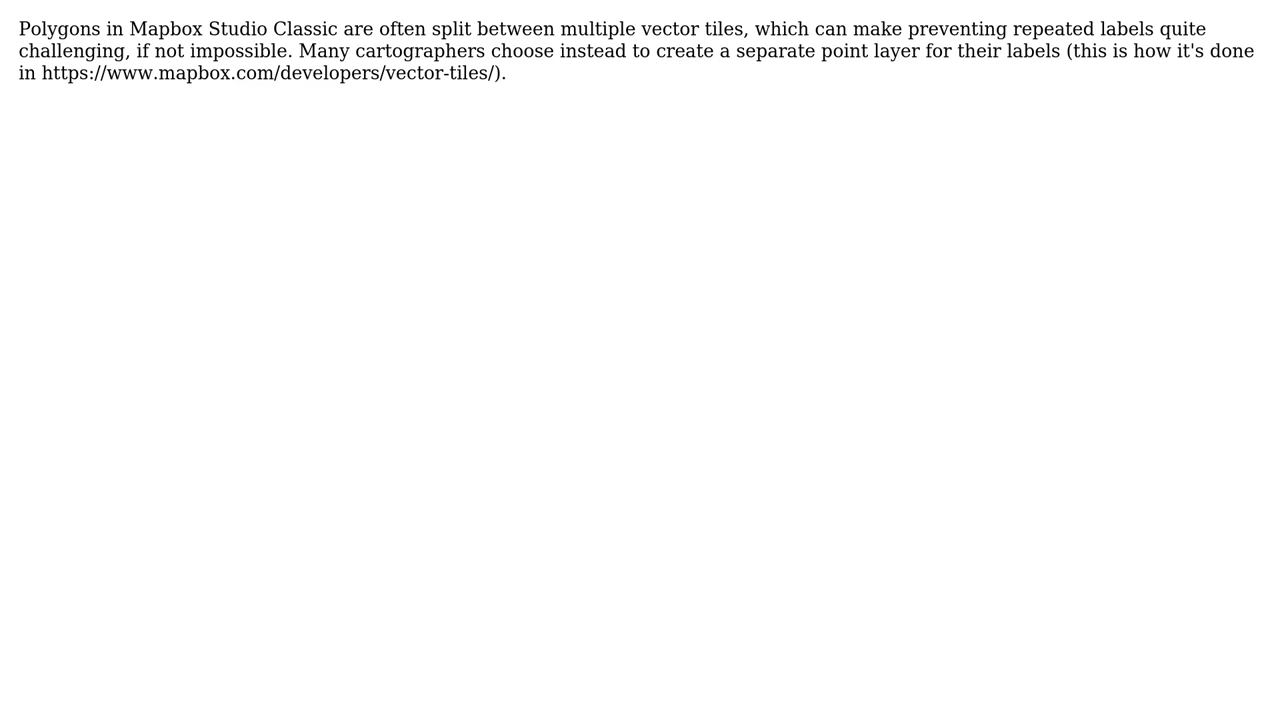 Polygons in Mapbox Studio Classic are often split between multiple vector tiles, which can make preventing repeated labels quite
challenging, if not impossible. Many cartographers choose instead to create a separate point layer for their labels (this is how it's done
in https://www.mapbox.com/developers/vector-tiles/).